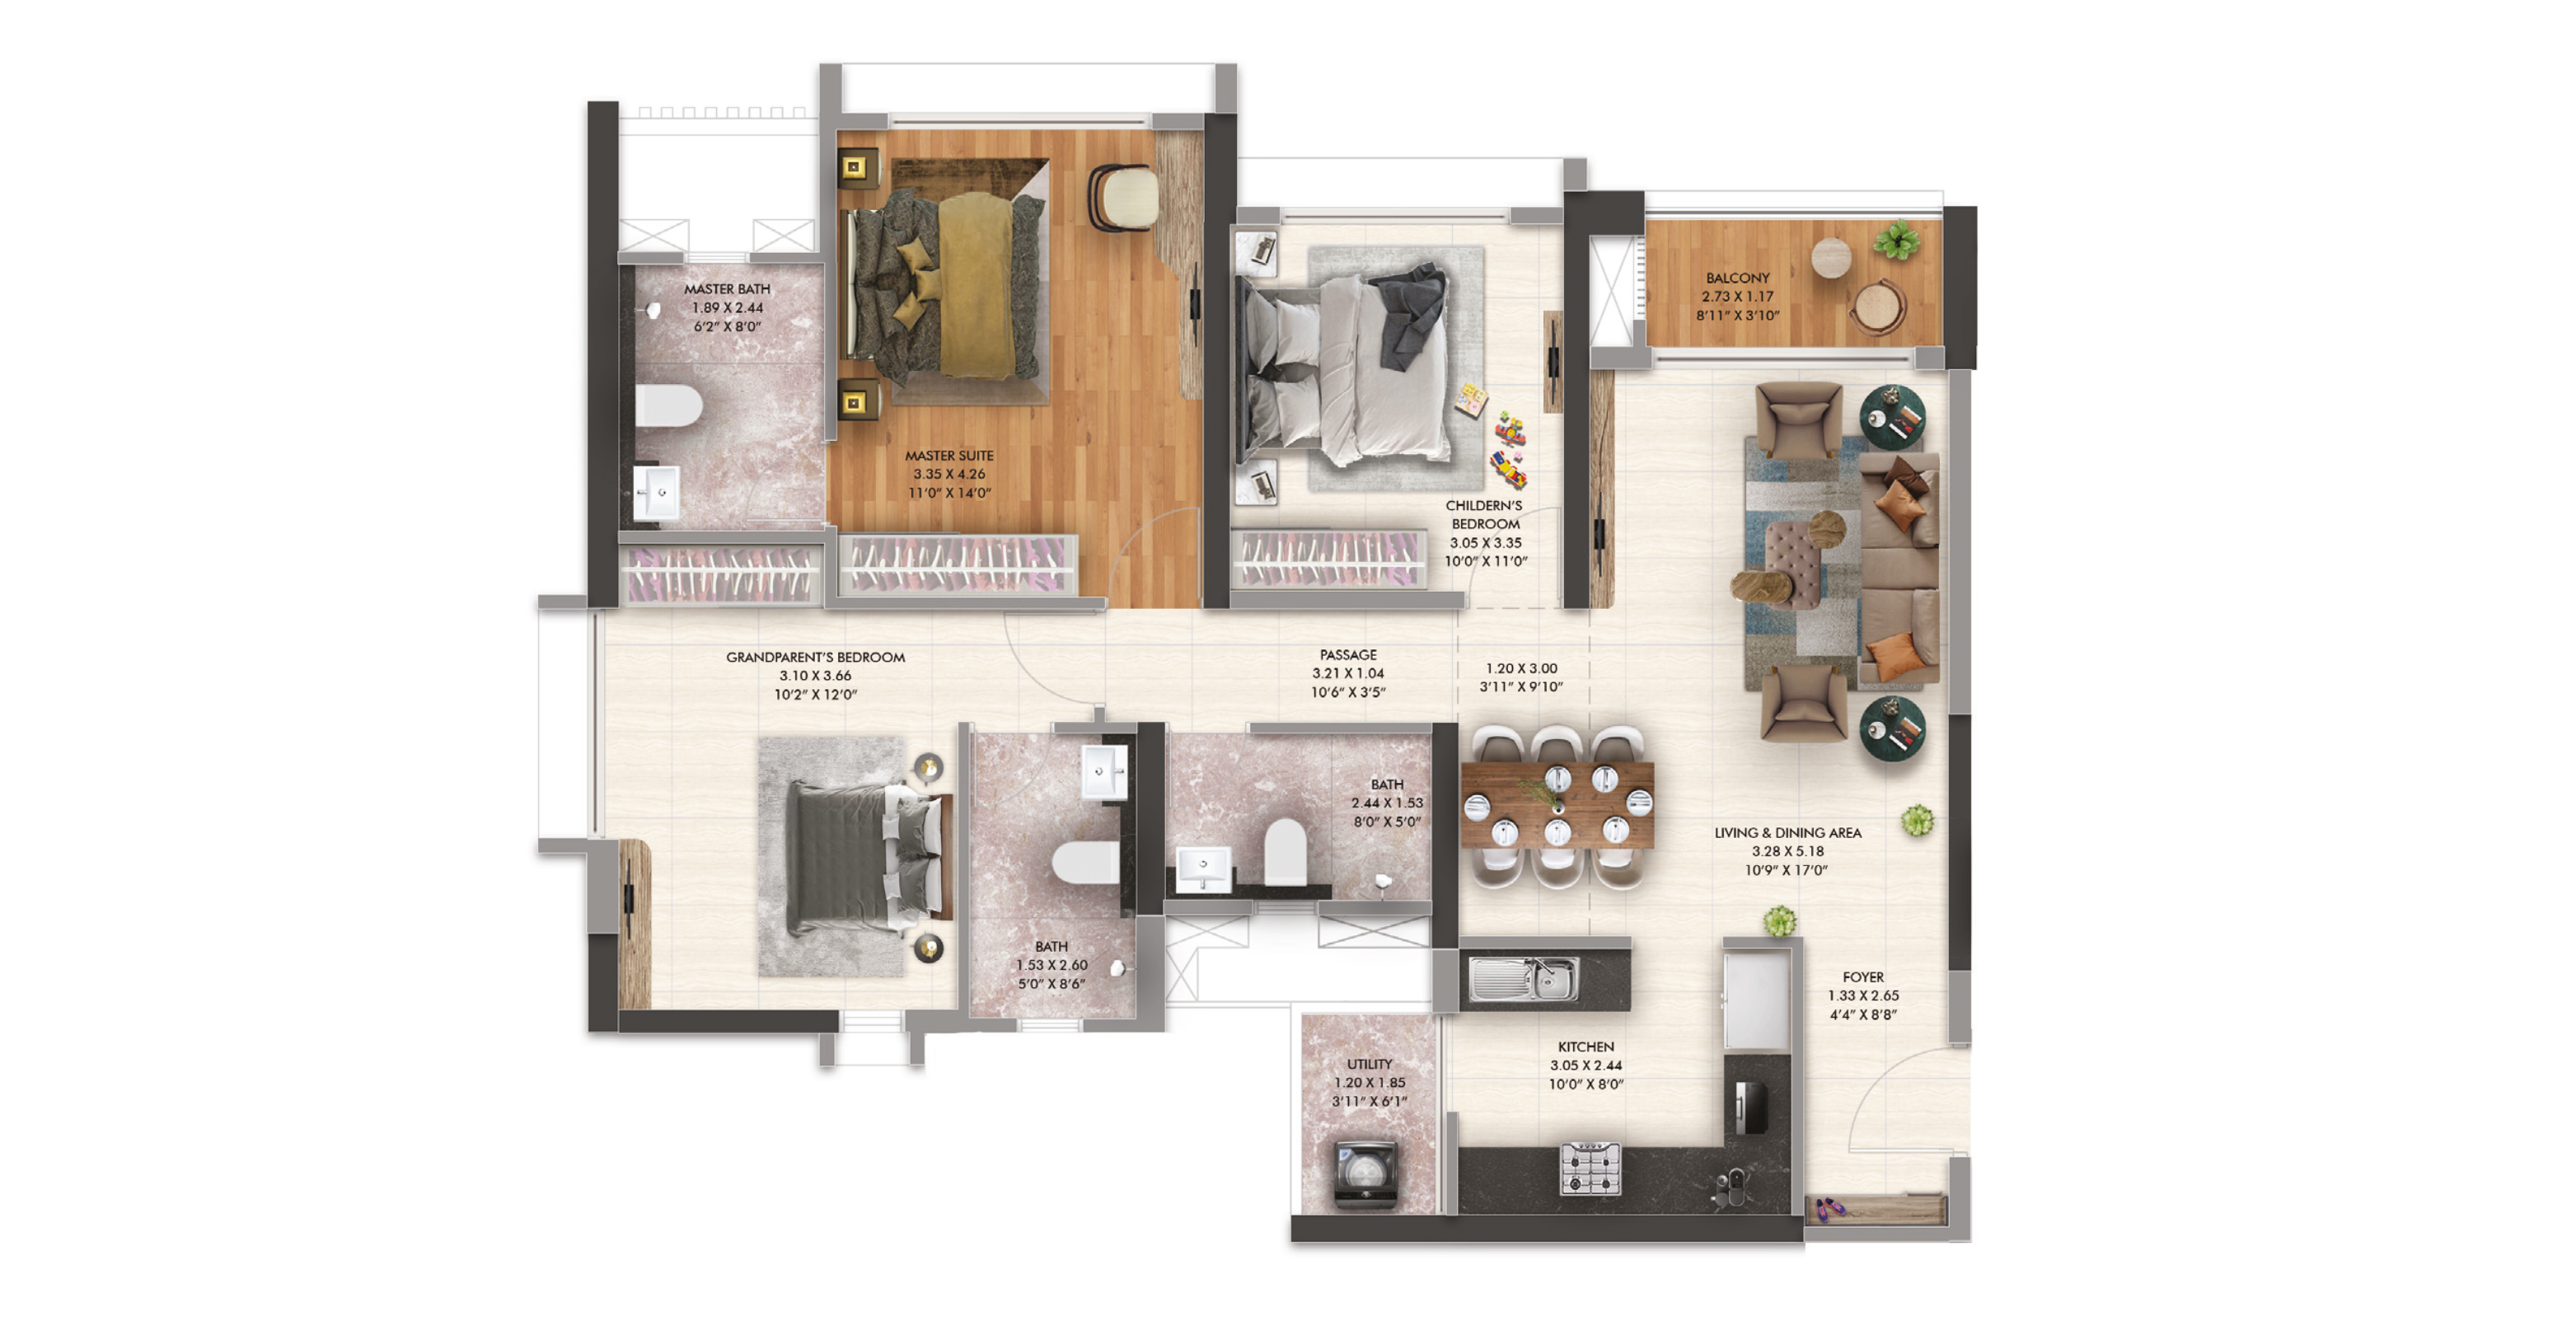 MASTER BATH
1.89 X 2.44
6'2" X 8'0"
MASTER SUITE
3.35 X 4.26
11'0" X 14'0"
CHILDERN'S
BEDROOM
3.05 X 3.35
10'0" X 11'0"
BALCONY
2.73 X 1.17
8'11" X 3'10"
GRANDPARENT'S BEDROOM
3.10 X 3.66
10'2" X 12'0"
PASSAGE
3.21 X 1.04
10'6" X 3'5"
1.20 X 3.00
3'11" X 9'10"
BATH
2.44 X 1.53
8'0" X 5'0"
LIVING & DINING AREA
3.28 X 5.18
10'9" X 17'0"
BATH
1.53 X 2.60
5'0" X 8'6"
FOYER
1.33 X 2.65
4'4" X 8'8"
UTILITY
1.20 X 1.85
3'11" X 6'1"
KITCHEN
3.05 X 2.44
10'0" X 8'0"